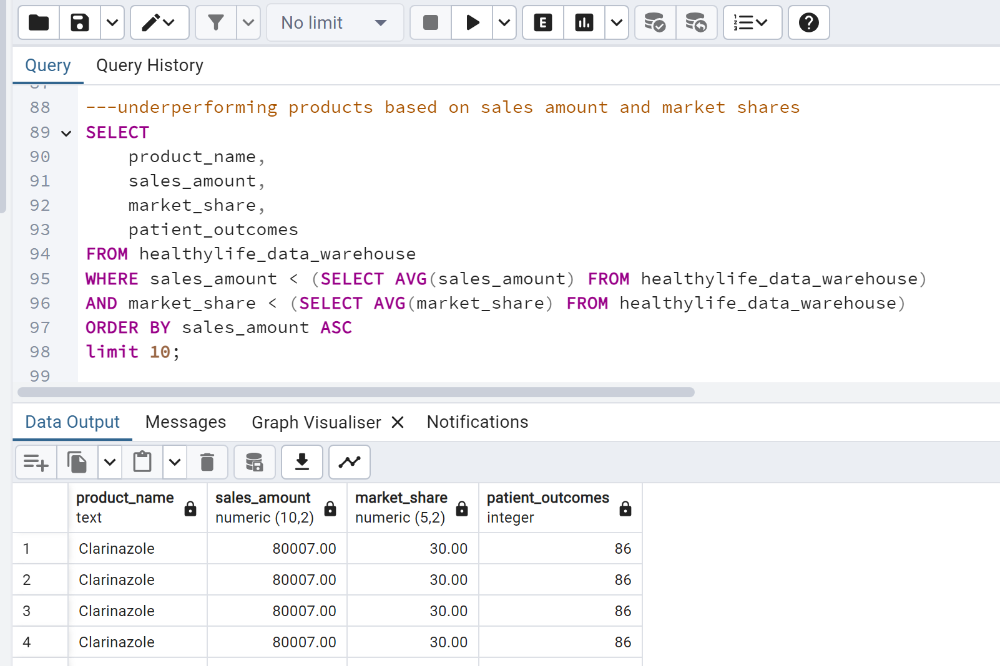 No limit
E
Query Query History
88 ---underperforming products based on sales amount and market shares
89 SELECT
90 product_name,
91 sales_amount,
92 market_share,
93 patient_outcomes
94 FROM healthylife_data_warehouse
95 WHERE sales_amount < (SELECT AVG(sales_amount) FROM healthylife_data_warehouse)
96 AND market_share < (SELECT AVG(market_share) FROM healthylife_data_warehouse)
97 ORDER BY sales_amount ASC
98 limit 10;
99
Data Output Messages Graph Visualiser Notifications
product_name sales_amount market_share patient_outcomes
text numeric (10,2) numeric (5,2) integer
1 Clarinazole 80007.00 30.00 86
2 Clarinazole 80007.00 30.00 86
3 Clarinazole 80007.00 30.00 86
4 Clarinazole 80007.00 30.00 86